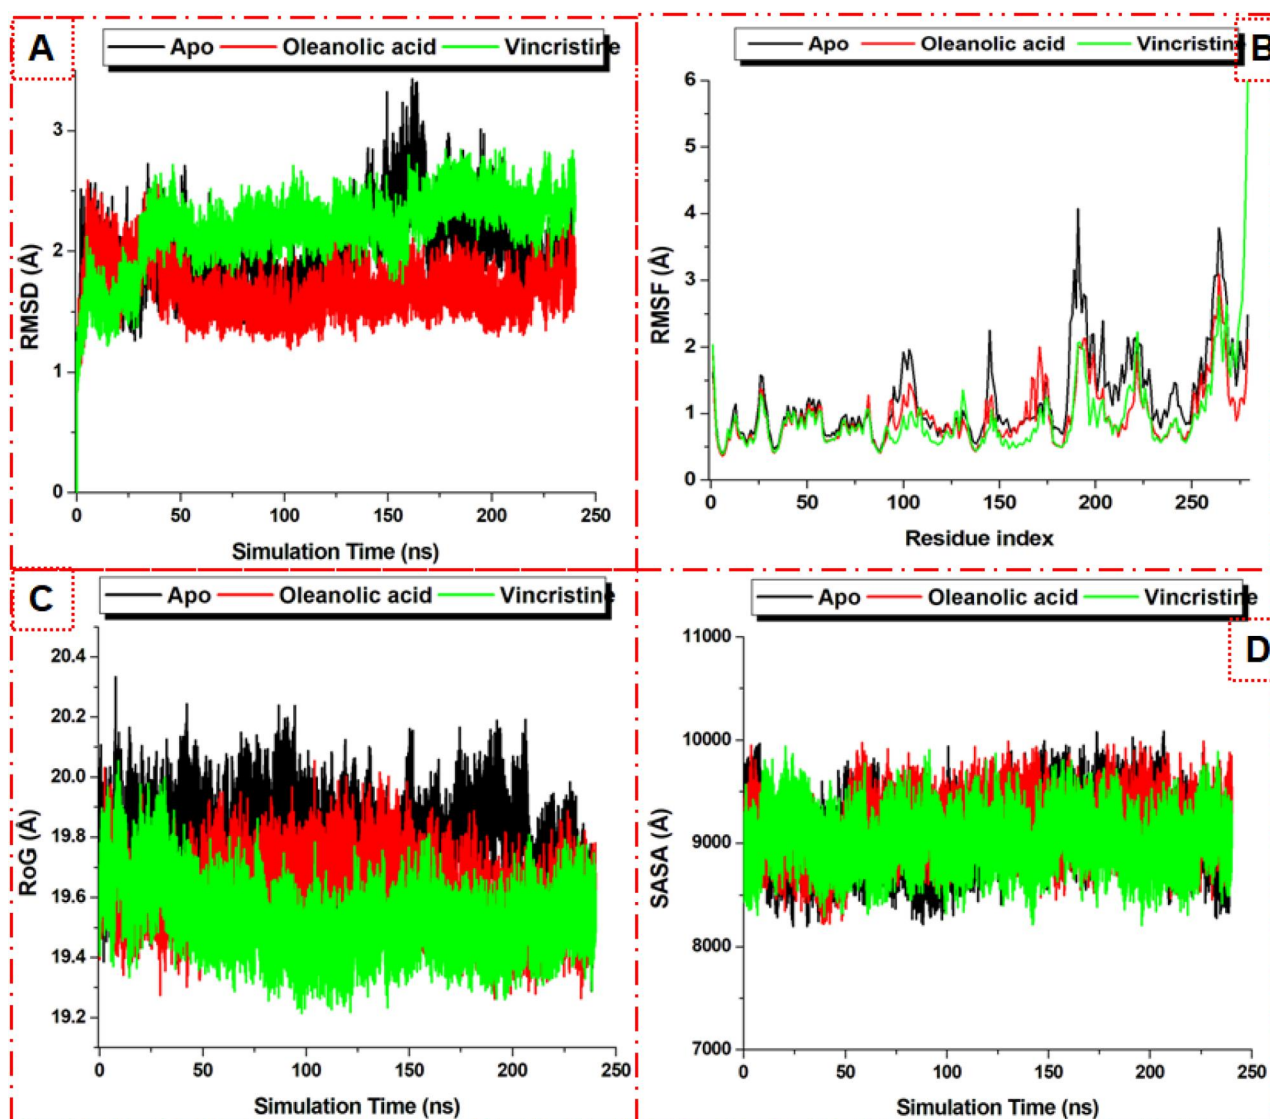 A
Apo Oleanolic acid Vincristine
3
2
1
0
RMSD (Å)
0 50 100 150 200 250
Simulation Time (ns)
B
Apo Oleanolic acid Vincristine
6
5
4
3
2
1
0
RMSF (Å)
0 50 100 150 200 250
Residue index
C
Apo Oleanolic acid Vincristine
20.4
20.2
20.0
19.8
19.6
19.4
19.2
RoG (Å)
0 50 100 150 200 250
Simulation Time (ns)
D
Apo Oleanolic acid Vincristine
11000
10000
9000
8000
7000
SASA (Å)
0 50 100 150 200 250
Simulation Time (ns)